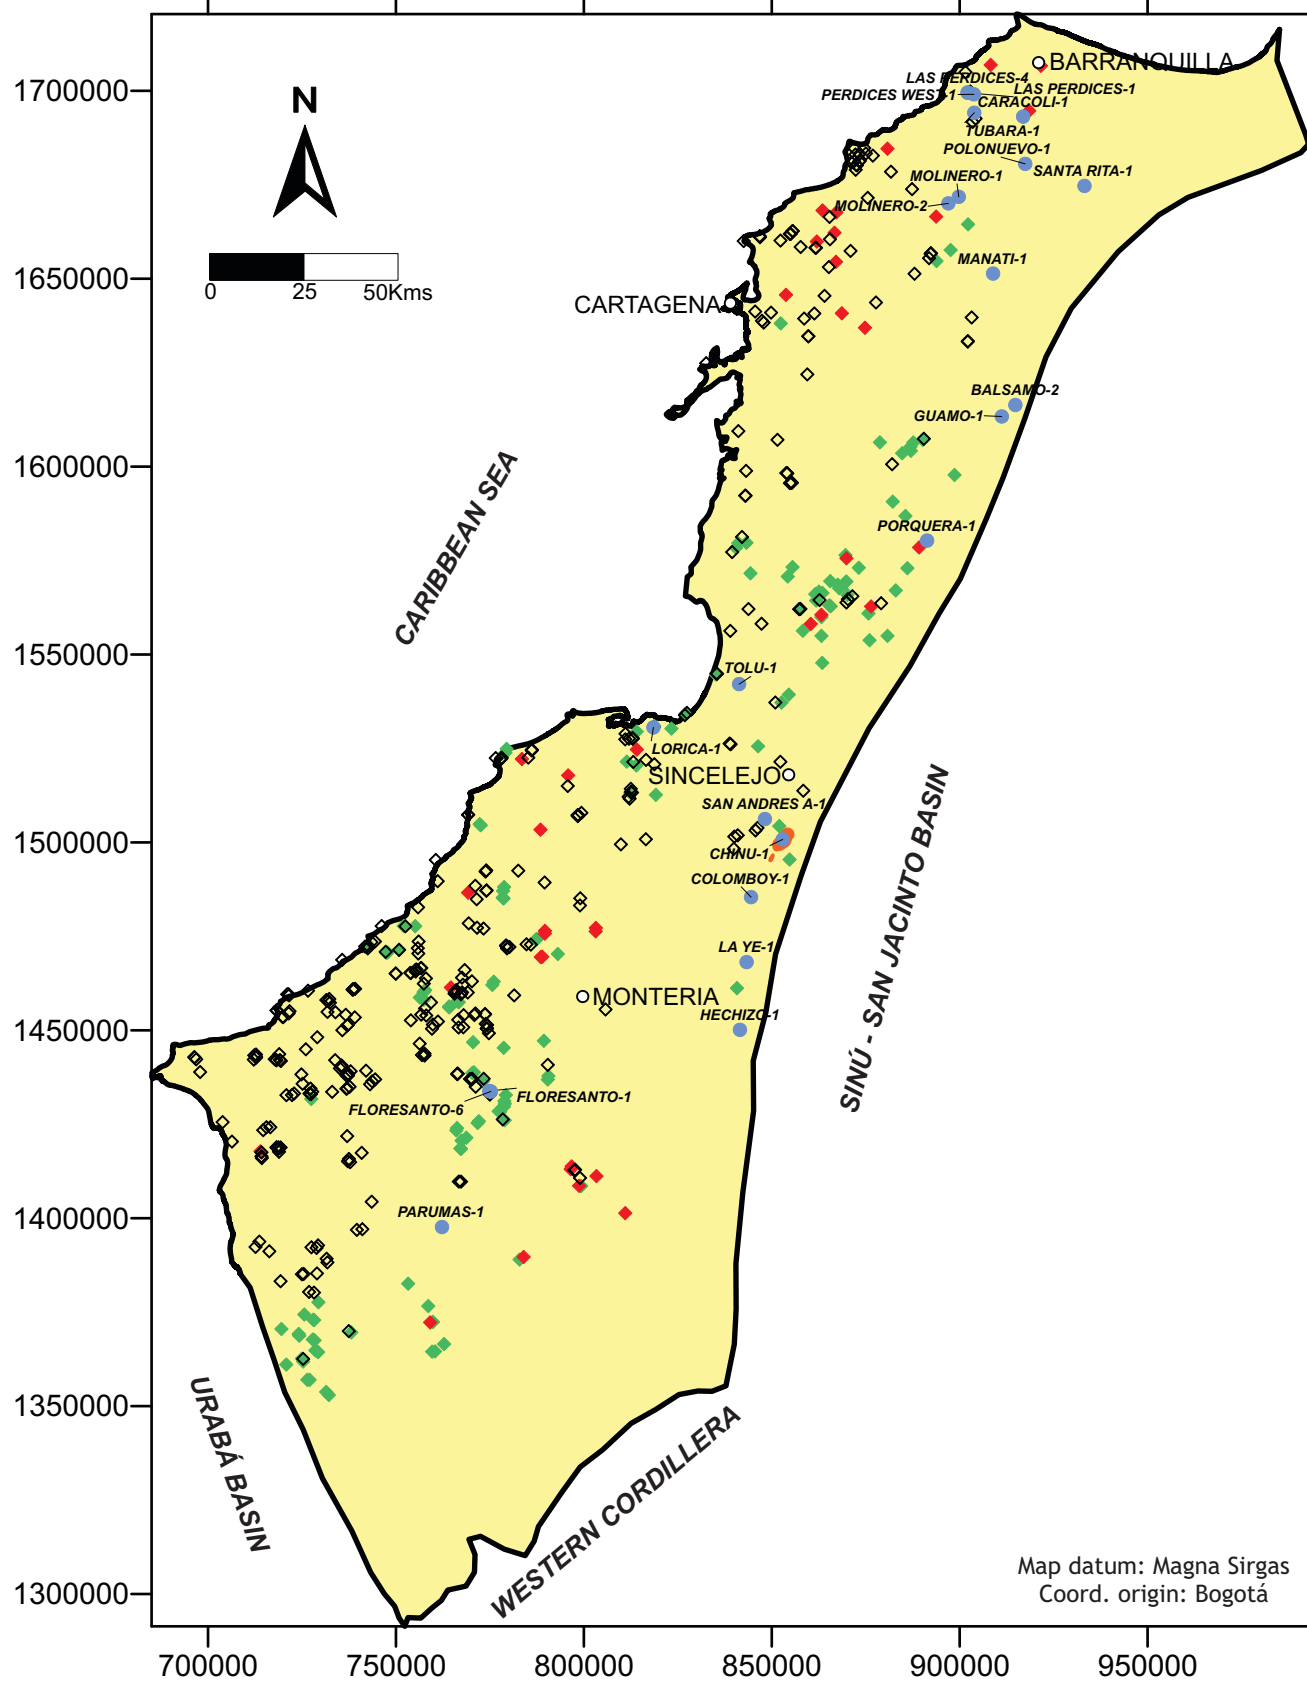 BARRANQUILLA
LAS PERDICES-4
1700000
LAS PERDICES-1
PERDICES WEST-1
N
CARACOLI-1
TUBARA-1
POLONUEVO-1
SANTA RITA-1
MOLINERO-1
MOLINERO-2
MANATI-1
1650000
0 25 50Kms
CARTAGENA
BALSAMO-2
GUAMO-1
1600000
PORQUERA-1
CARIBBEAN SEA
1550000
TOLU-1
LORICA-1
SINCELEJO
SAN ANDRES A-1
1500000
CHINU-1
COLOMBOY-1
SINÚ - SAN JACINTO BASIN
LA YE-1
MONTERIA
HECHIZO-1
1450000
FLORESANTO-1
FLORESANTO-6
PARUMAS-1
1400000
1350000
URABÁ BASIN
WESTERN CORDILLERA
Map datum: Magna Sirgas
Coord. origin: Bogotá
1300000
700000 750000 800000 850000 900000 950000